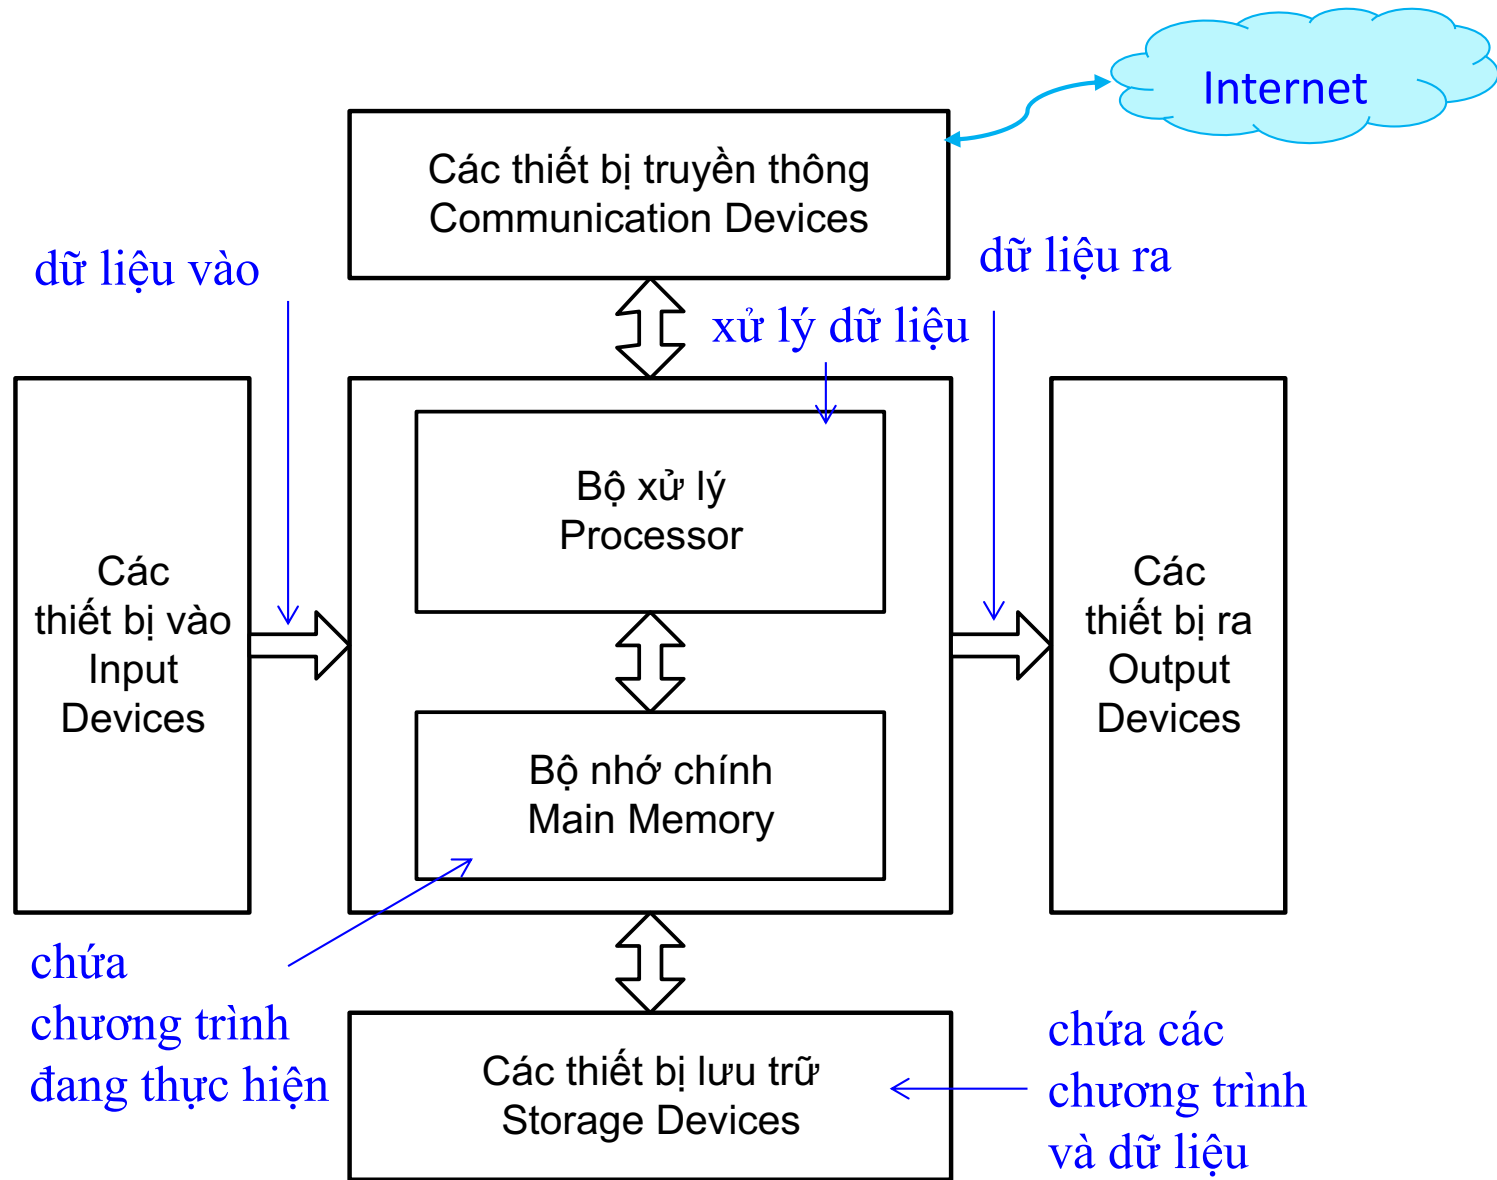 Internet
Các thiết bị truyền thông
Communication Devices
dữ liệu vào
dữ liệu ra
xử lý dữ liệu
Bộ xử lý
Processor
Các
thiết bị vào
Input
Devices
Các
thiết bị ra
Output
Devices
Bộ nhớ chính
Main Memory
chứa
chương trình
đang thực hiện
Các thiết bị lưu trữ
Storage Devices
chứa các
chương trình
và dữ liệu